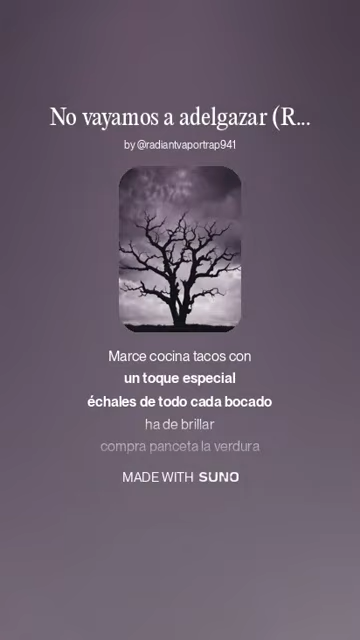 No vayamos a adelgazar (R...
by @radiantvaportrap941
Marce cocina tacos con
un toque especial
échales de todo cada bocado
ha de brillar
compra panceta la verdura
MADE WITH SUNO